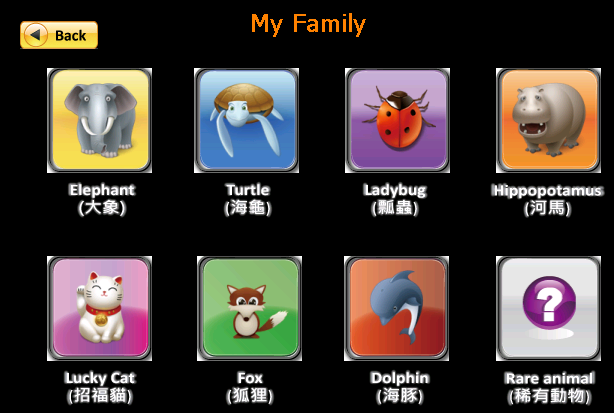 My Family
Back
Elephant
(大象)
Turtle
(海龜)
Ladybug
(瓢蟲)
Hippopotamus
(河馬)
Lucky Cat
(招福貓)
Fox
(狐狸)
Dolphin
(海豚)
?
Rare animal
(稀有動物)